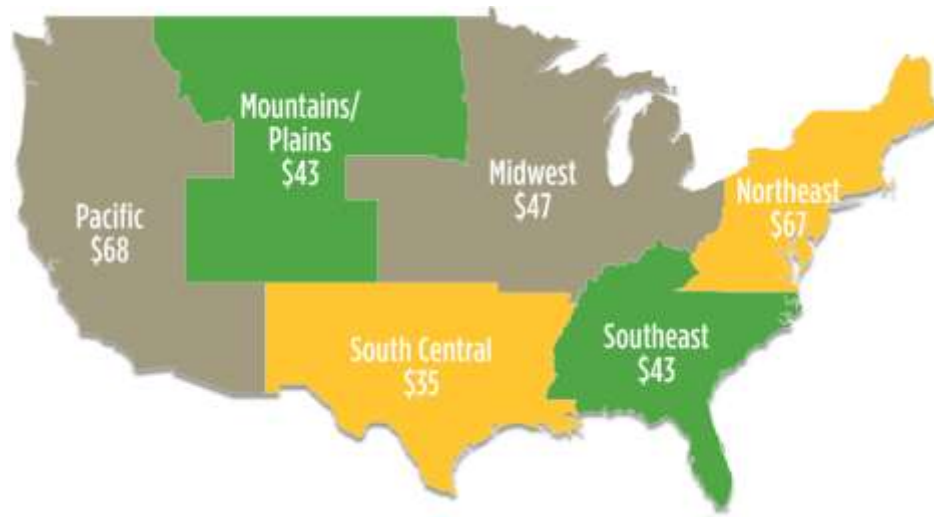 Mountains/
Plains
$43
Midwest
$47
Northeast
$67
Pacific
$68
South Central
$35
Southeast
$43